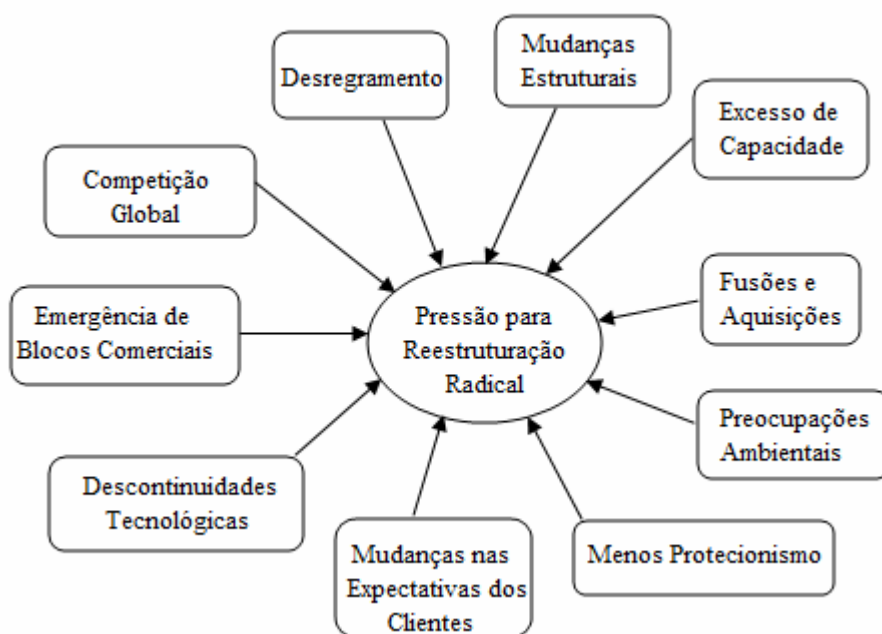 Desregramento
Mudanças
Estruturais
Excesso de
Capacidade
Competição
Global
Fusões e
Aquisições
Emergência de
Blocos Comerciais
Pressão para
Reestruturação
Radical
Preocupações
Ambientais
Descontinuidades
Tecnológicas
Mudanças nas
Expectativas dos
Clientes
Menos Protecionismo